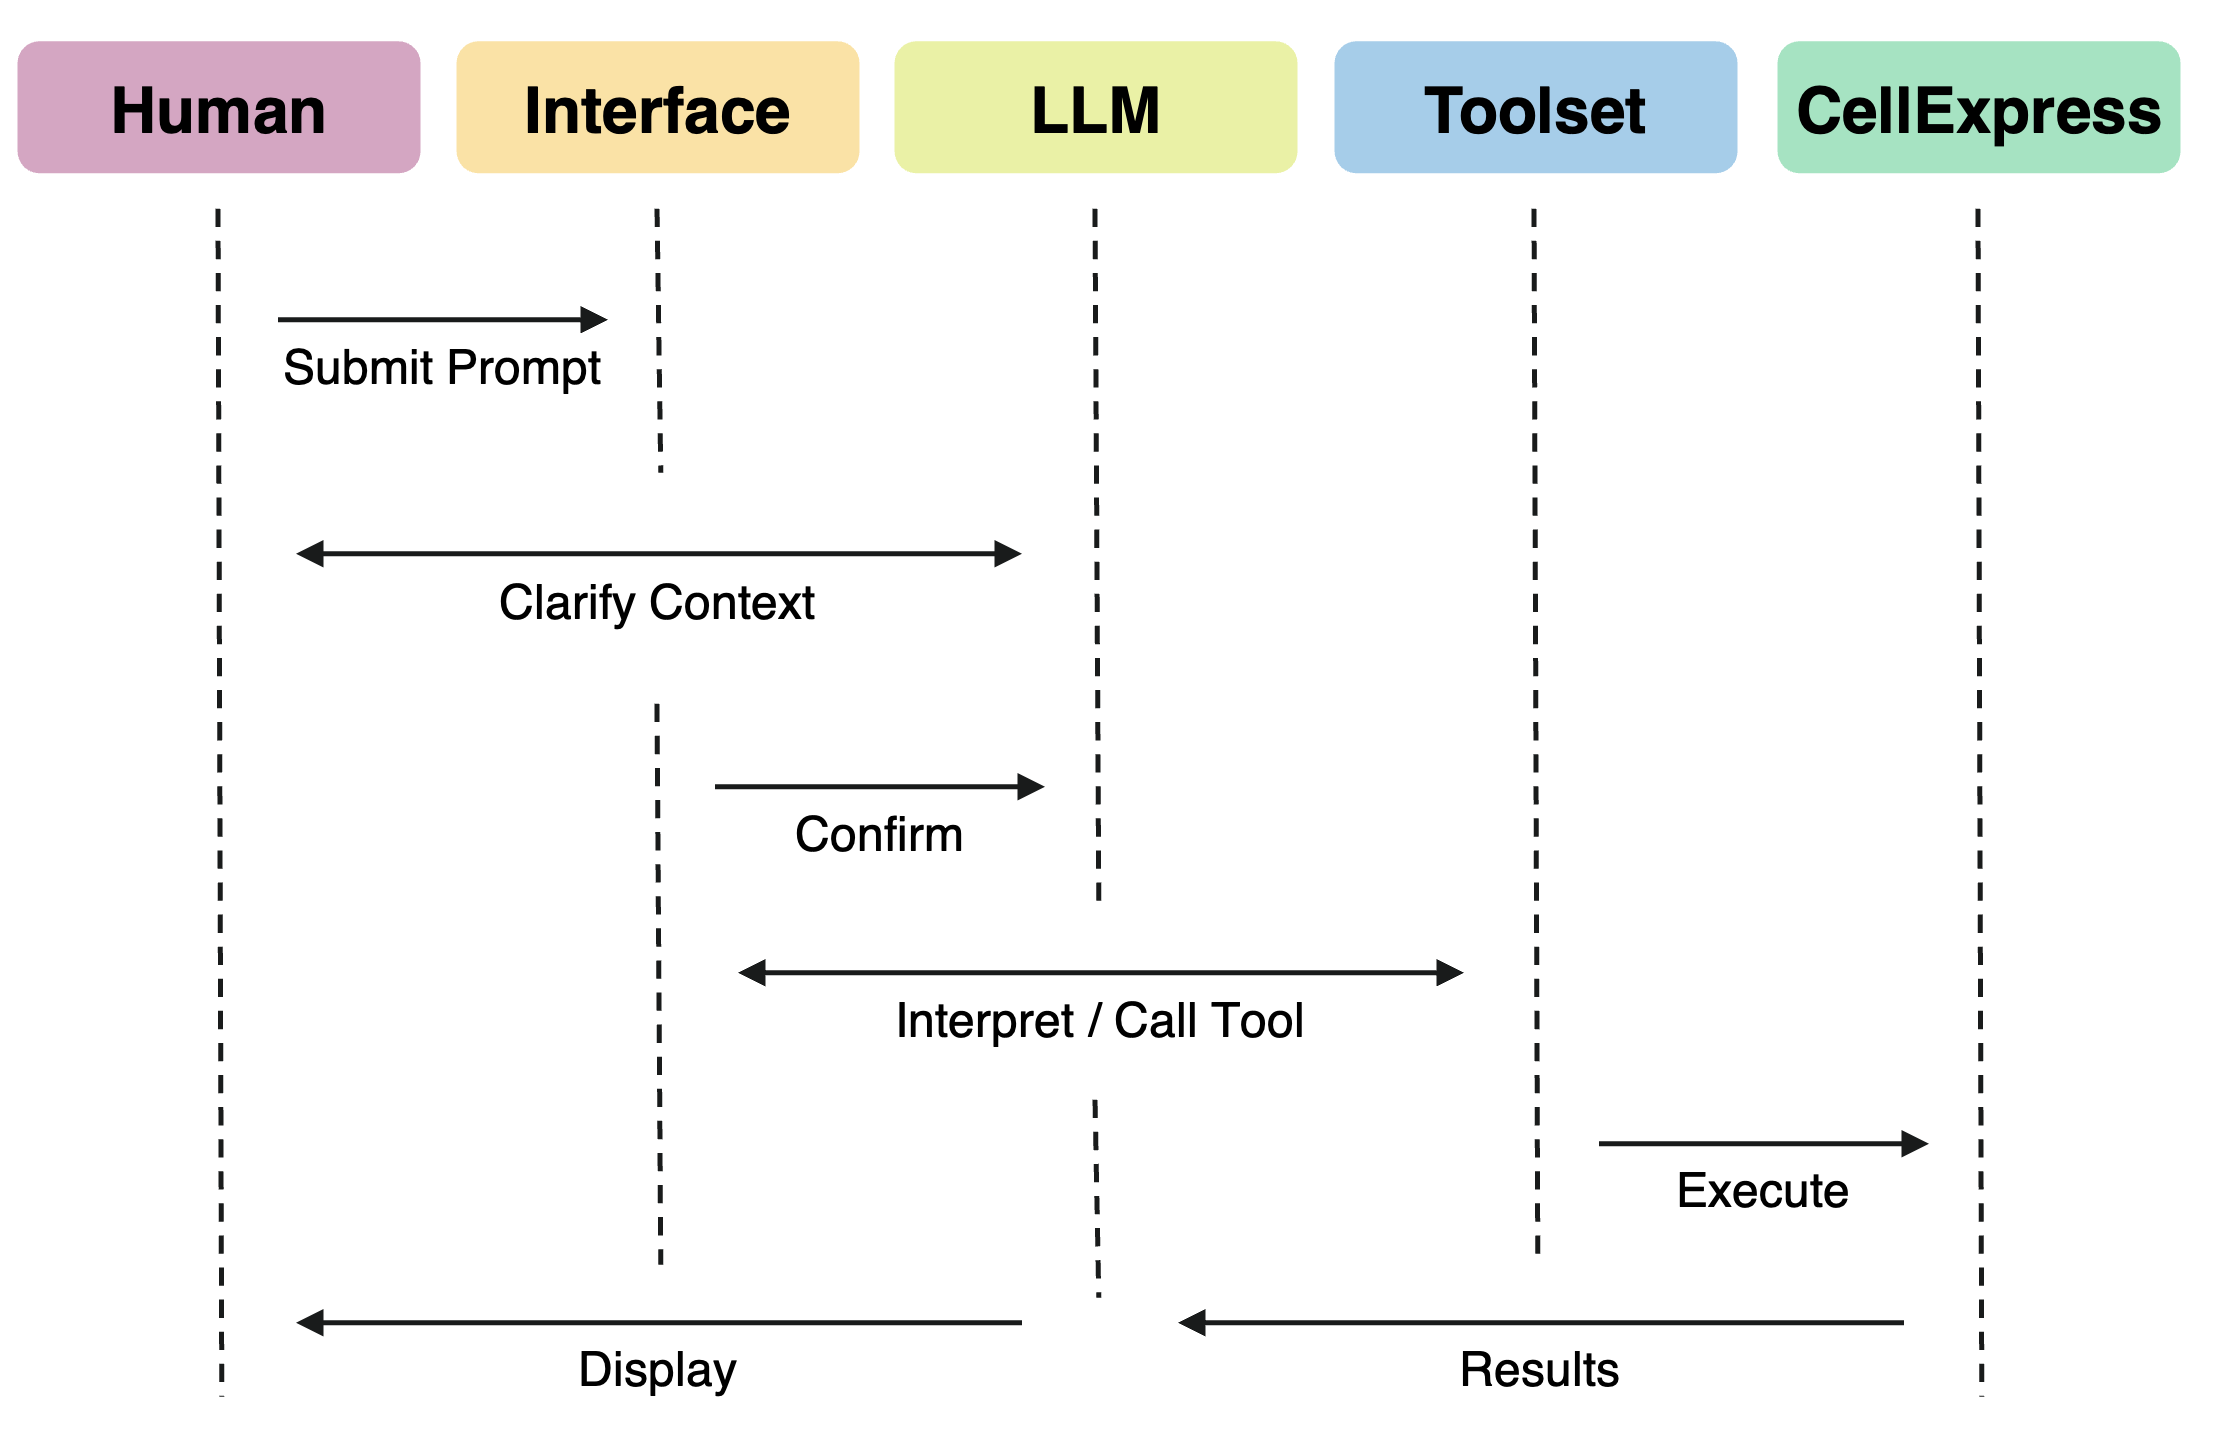 Human
Interface
LLM
Toolset
CellExpress
Submit Prompt
Clarify Context
Confirm
Interpret / Call Tool
Execute
Display
Results